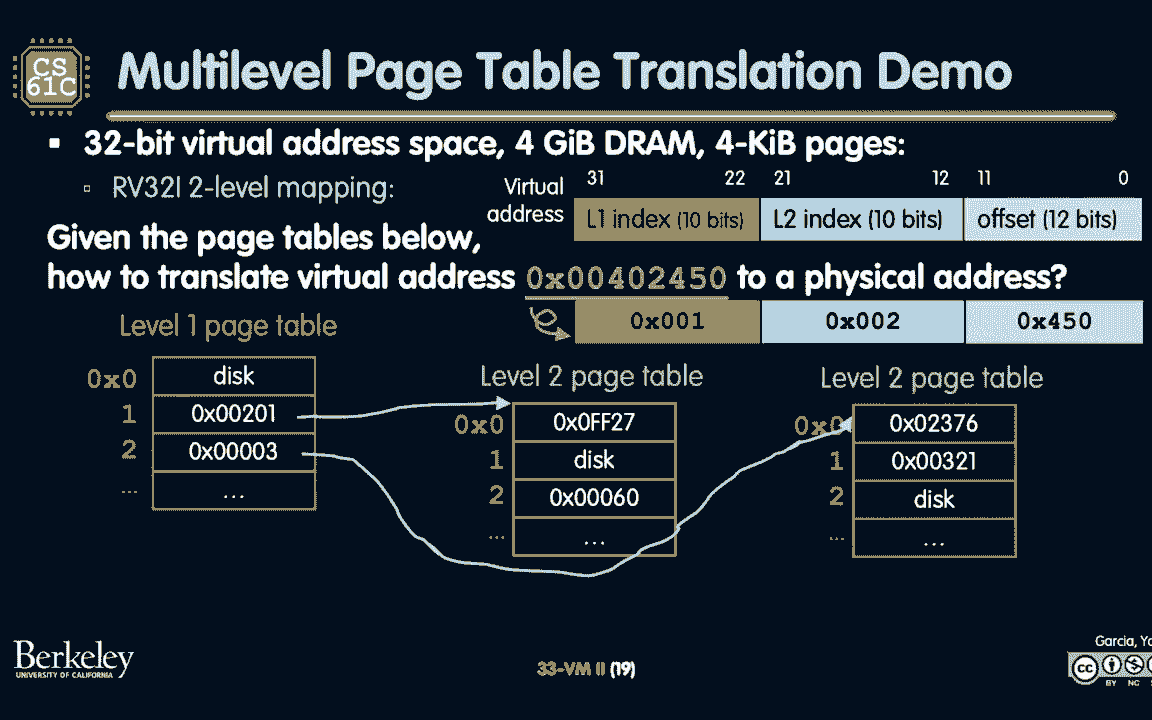 CS
61C
Multilevel Page Table Translation Demo
▪ 32-bit virtual address space, 4 GiB DRAM, 4-KiB pages:
▫ RV32I 2-level mapping:
Virtual address
31 22 21 12 11 0
L1 index (10 bits) L2 index (10 bits) offset (12 bits)
Given the page tables below,
how to translate virtual address 0x00402450 to a physical address?
0x001 0x002 0x450
Level 1 page table
0x0 disk
1 0x00201
2 0x00003
... ...
Level 2 page table
0x0 0x0FF27
1 disk
2 0x00060
... ...
Level 2 page table
0x0 0x02376
1 0x00321
2 disk
... ...
Berkeley
UNIVERSITY OF CALIFORNIA
33-VM II (19)
Garcia,
cc
BY NC